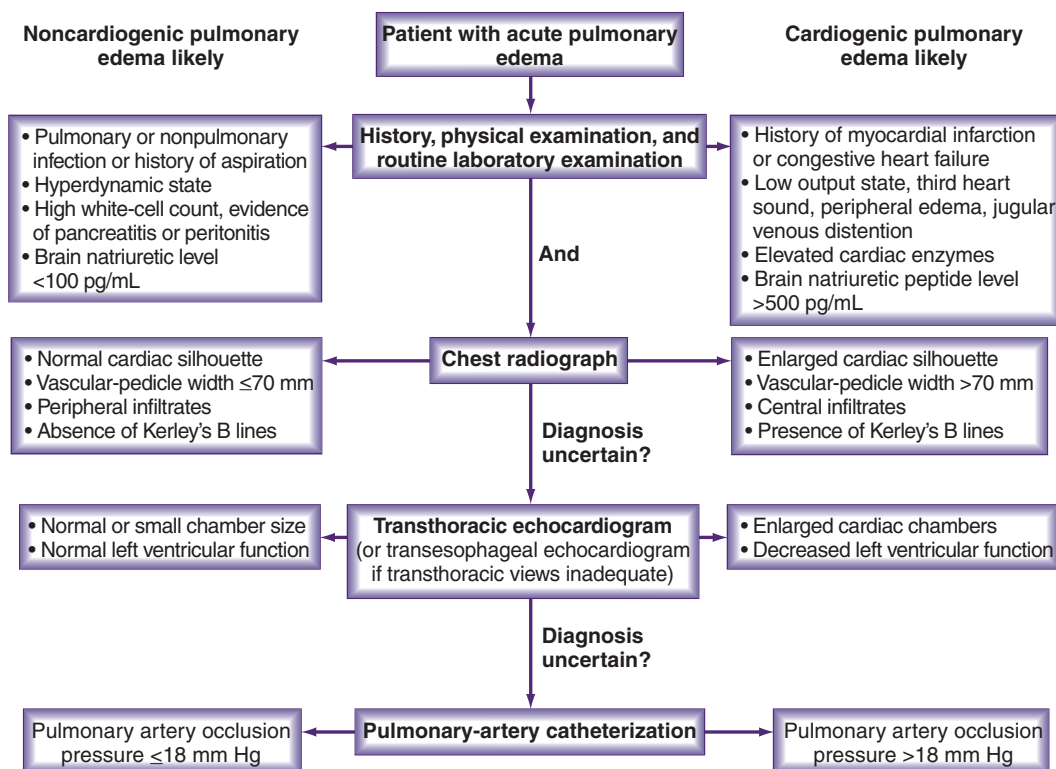 Noncardiogenic pulmonary
edema likely
Patient with acute pulmonary
edema
Cardiogenic pulmonary
edema likely
• Pulmonary or nonpulmonary
infection or history of aspiration
• Hyperdynamic state
• High white-cell count, evidence
of pancreatitis or peritonitis
• Brain natriuretic level
<100 pg/mL
History, physical examination, and
routine laboratory examination
• History of myocardial infarction
or congestive heart failure
• Low output state, third heart
sound, peripheral edema, jugular
venous distention
• Elevated cardiac enzymes
• Brain natriuretic peptide level
>500 pg/mL
And
• Normal cardiac silhouette
• Vascular-pedicle width ≤70 mm
• Peripheral infiltrates
• Absence of Kerley's B lines
Chest radiograph
• Enlarged cardiac silhouette
• Vascular-pedicle width >70 mm
• Central infiltrates
• Presence of Kerley's B lines
Diagnosis
uncertain?
• Normal or small chamber size
• Normal left ventricular function
Transthoracic echocardiogram
(or transesophageal echocardiogram
if transthoracic views inadequate)
• Enlarged cardiac chambers
• Decreased left ventricular function
Diagnosis
uncertain?
Pulmonary artery occlusion
pressure ≤18 mm Hg
Pulmonary-artery catheterization
Pulmonary artery occlusion
pressure >18 mm Hg